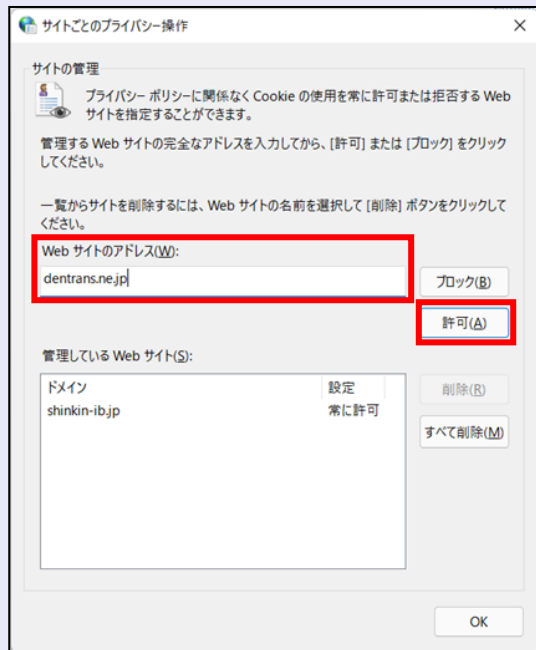 サイトごとのプライバシー操作
サイトの管理
プライバシー ポリシーに関係なく Cookie の使用を常に許可または拒否する Web
サイトを指定することができます。
管理する Web サイトの完全なアドレスを入力してから、[許可] または [ブロック] をクリック
してください。
一覧からサイトを削除するには、Web サイトの名前を選択して [削除] ボタンをクリックして
ください。
Web サイトのアドレス(W):
dentrans.ne.jp
ブロック(B)
許可(A)
管理している Web サイト(S):
ドメイン 設定
shinkin-ib.jp 常に許可
削除(R)
すべて削除(M)
OK